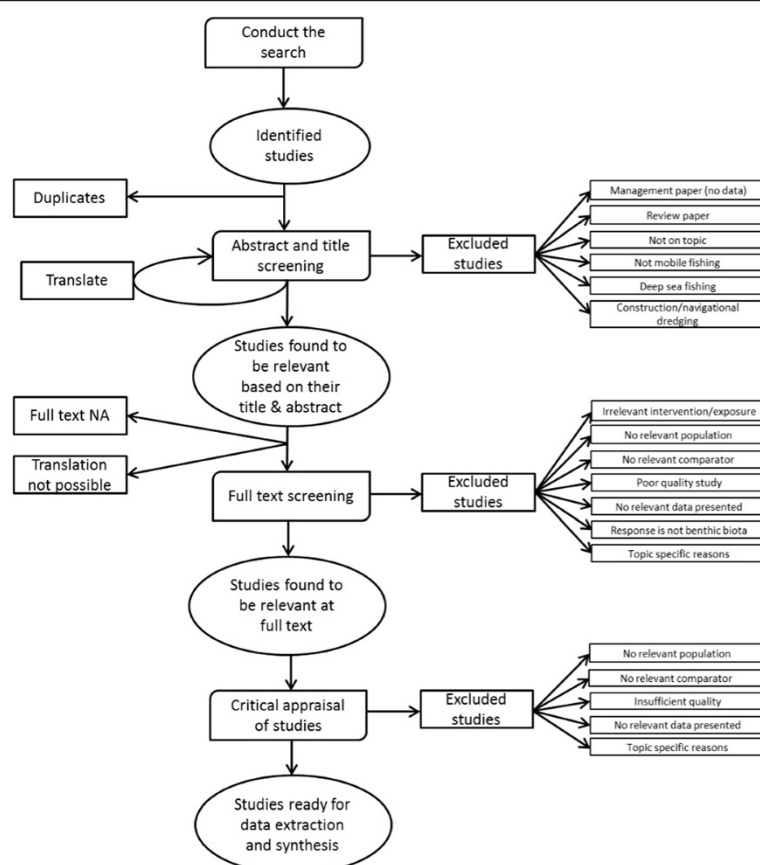 Conduct the
search
Identified
studies
Duplicates
Abstract and title
screening
Translate
Excluded
studies
Management paper (no data)
Review paper
Not on topic
Not mobile fishing
Deep sea fishing
Construction/navigational
dredging
Studies found to
be relevant
based on their
title & abstract
Full text NA
Translation
not possible
Full text screening
Excluded
studies
Irrelevant intervention/exposure
No relevant population
No relevant comparator
Poor quality study
No relevant data presented
Response is not benthic biota
Topic specific reasons
Studies found to
be relevant at
full text
Critical appraisal
of studies
Excluded
studies
No relevant population
No relevant comparator
Insufficient quality
No relevant data presented
Topic specific reasons
Studies ready for
data extraction
and synthesis